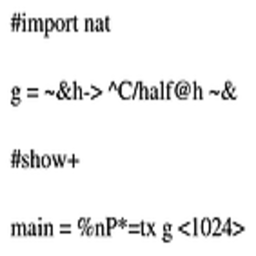 #import nat
g = ~&h-> ^C/half@h ~&
#show+
main = %nP*=tx g <1024>